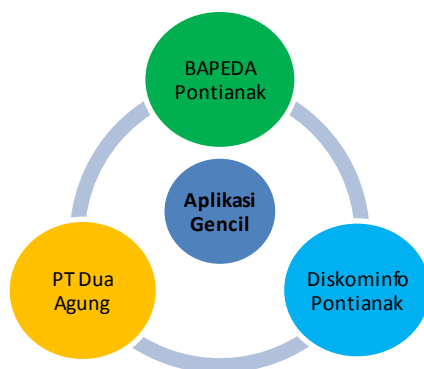 BAPEDA
Pontianak
Aplikasi
Gencil
PT Dua
Agung
Diskominfo
Pontianak